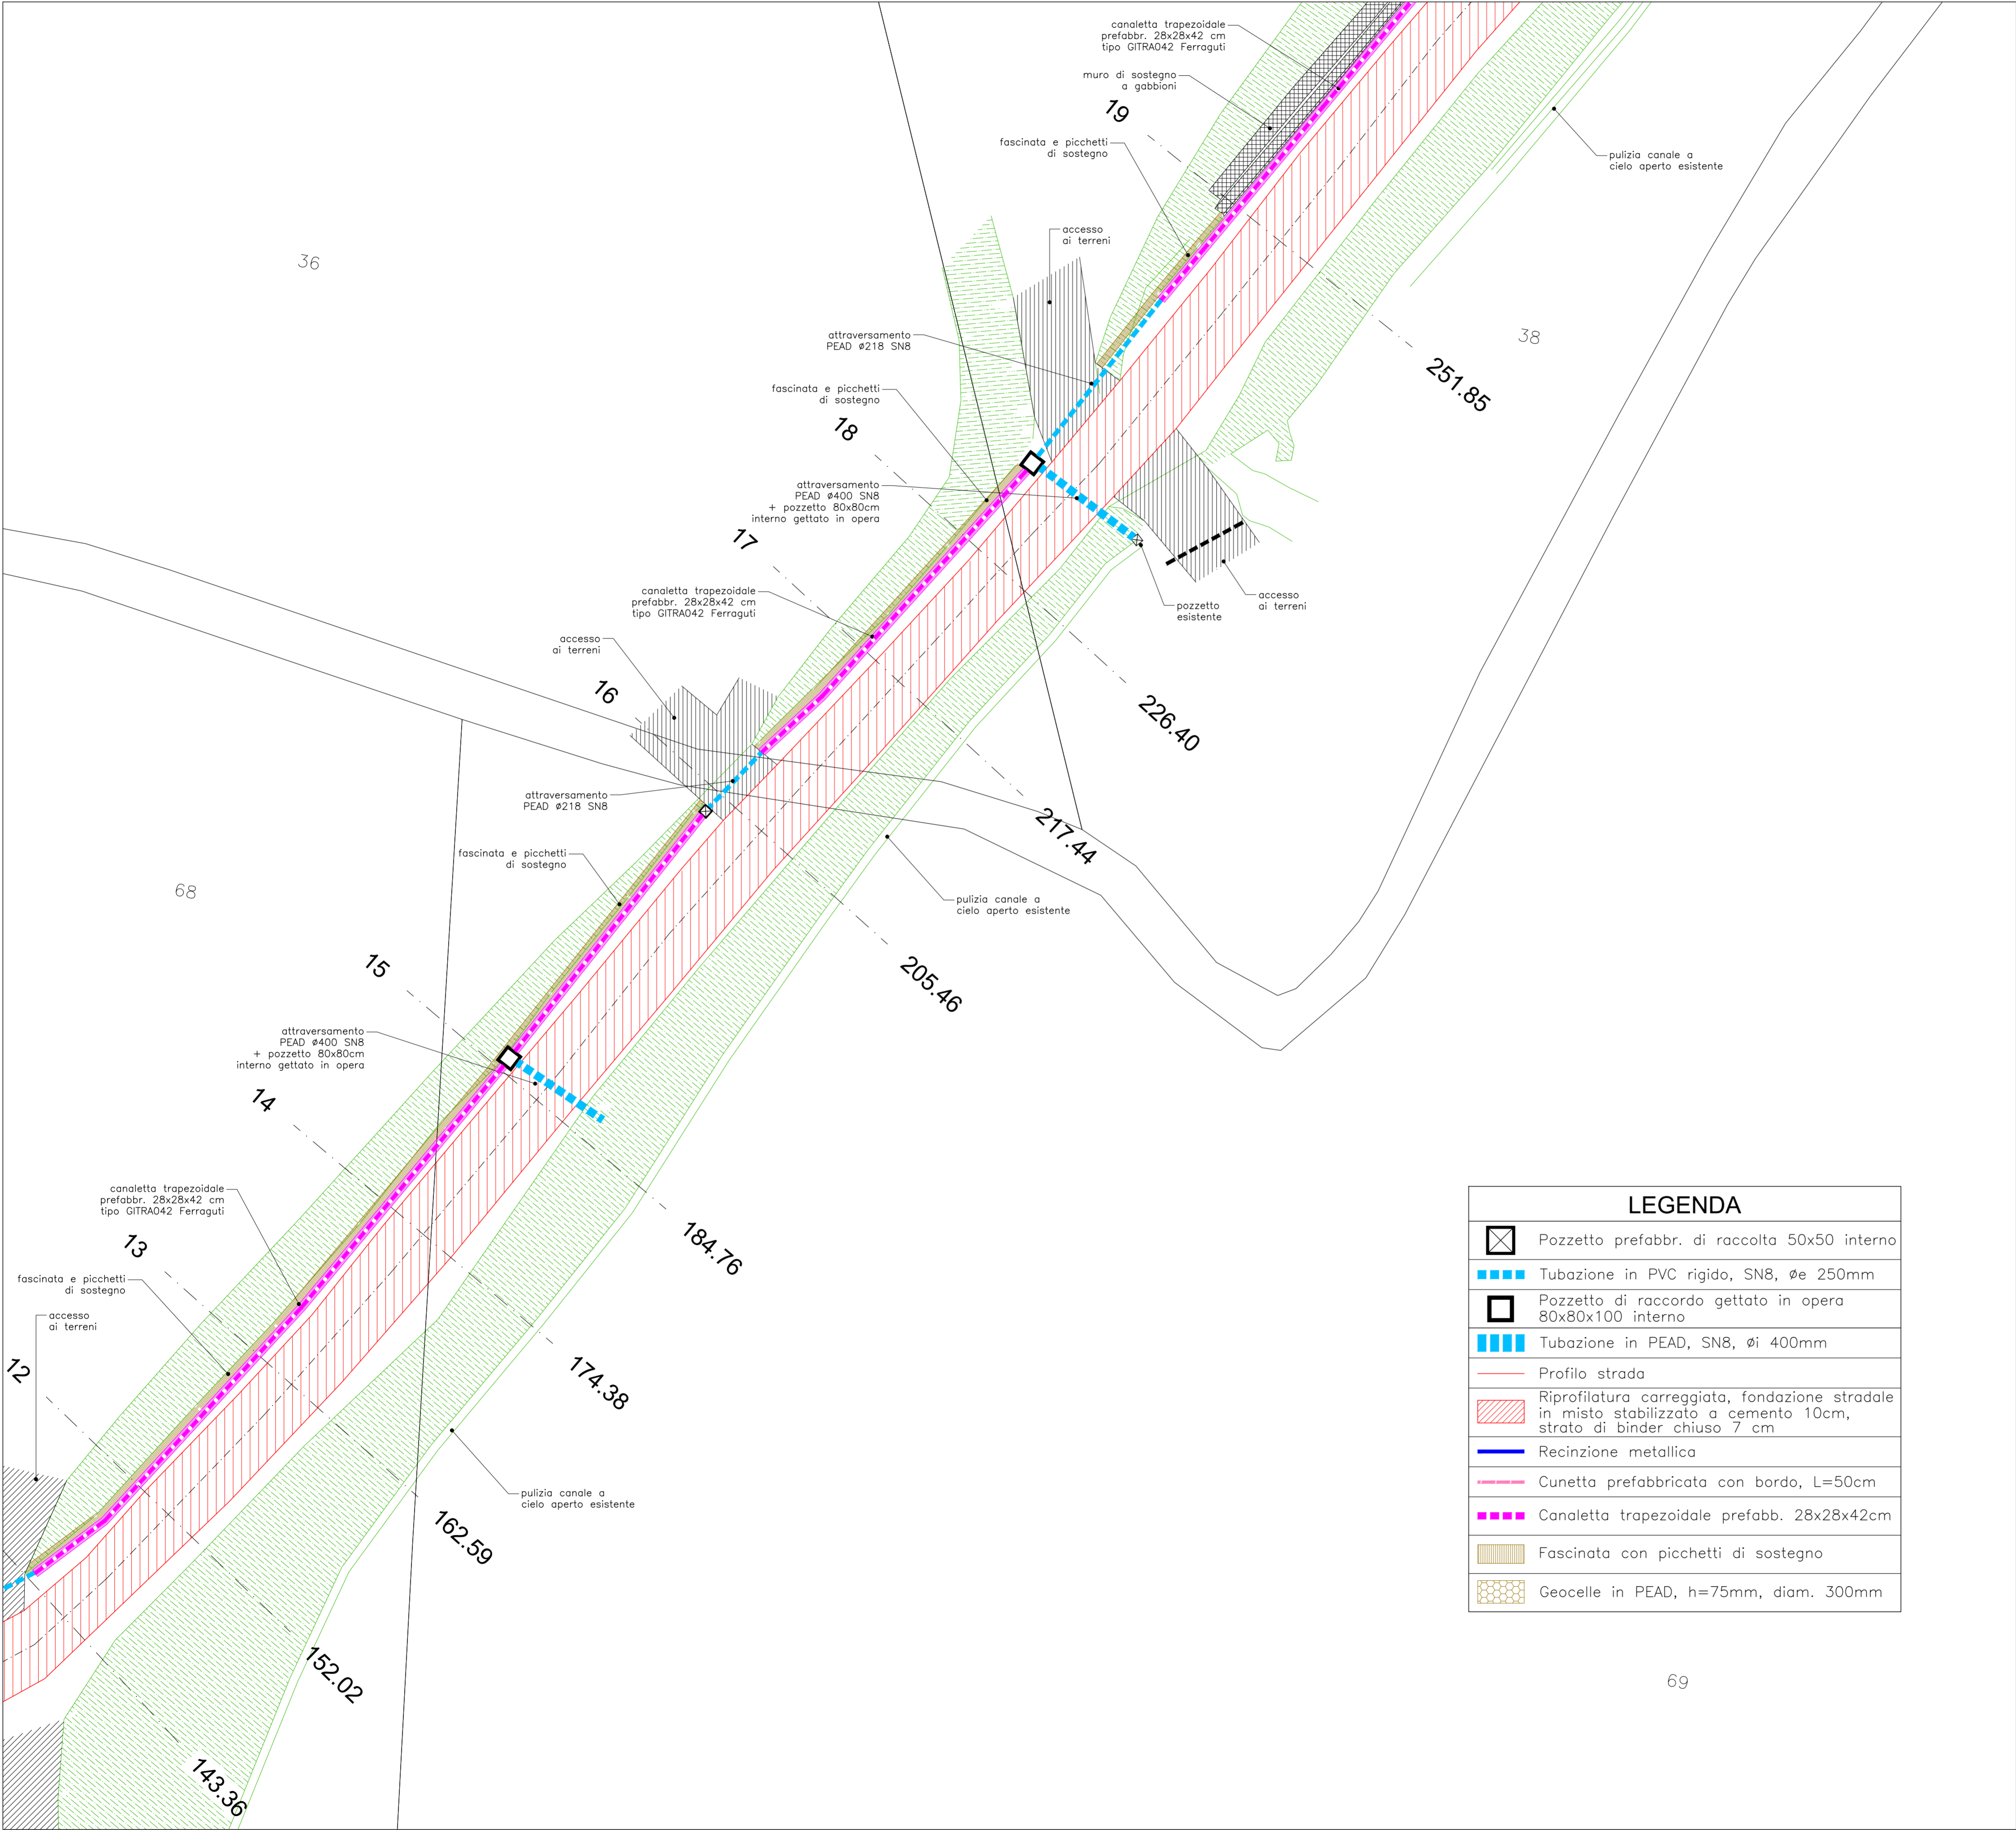 canaletta trapezoidale
prefabbr. 28x28x42 cm
tipo GITRA042 Ferraguti
muro di sostegno
a gabbioni
19
fascinata e picchetti
di sostegno
pulizia canale a
cielo aperto esistente
accesso
ai terreni
36
38
attraversamento
PEAD ø218 SN8
251.85
fascinata e picchetti
di sostegno
18
attraversamento
PEAD ø400 SN8
+ pozzetto 80x80cm
interno gettato in opera
17
canaletta trapezoidale
prefabbr. 28x28x42 cm
tipo GITRA042 Ferraguti
pozzetto
esistente
accesso
ai terreni
accesso
ai terreni
16
226.40
attraversamento
PEAD ø218 SN8
217.44
fascinata e picchetti
di sostegno
68
pulizia canale a
cielo aperto esistente
15
205.46
attraversamento
PEAD ø400 SN8
+ pozzetto 80x80cm
interno gettato in opera
14
canaletta trapezoidale
prefabbr. 28x28x42 cm
tipo GITRA042 Ferraguti
184.76
13
fascinata e picchetti
di sostegno
accesso
ai terreni
12
174.38
pulizia canale a
cielo aperto esistente
162.59
152.02
143.36
LEGENDA
Pozzetto prefabbr. di raccolta 50x50 interno
Tubazione in PVC rigido, SN8, øe 250mm
Pozzetto di raccordo gettato in opera
80x80x100 interno
Tubazione in PEAD, SN8, øi 400mm
Profilo strada
Riprofilatura carreggiata, fondazione stradale
in misto stabilizzato a cemento 10cm,
strato di binder chiuso 7 cm
Recinzione metallica
Cunetta prefabbricata con bordo, L=50cm
Canaletta trapezoidale prefabb. 28x28x42cm
Fascinata con picchetti di sostegno
Geocelle in PEAD, h=75mm, diam. 300mm
69